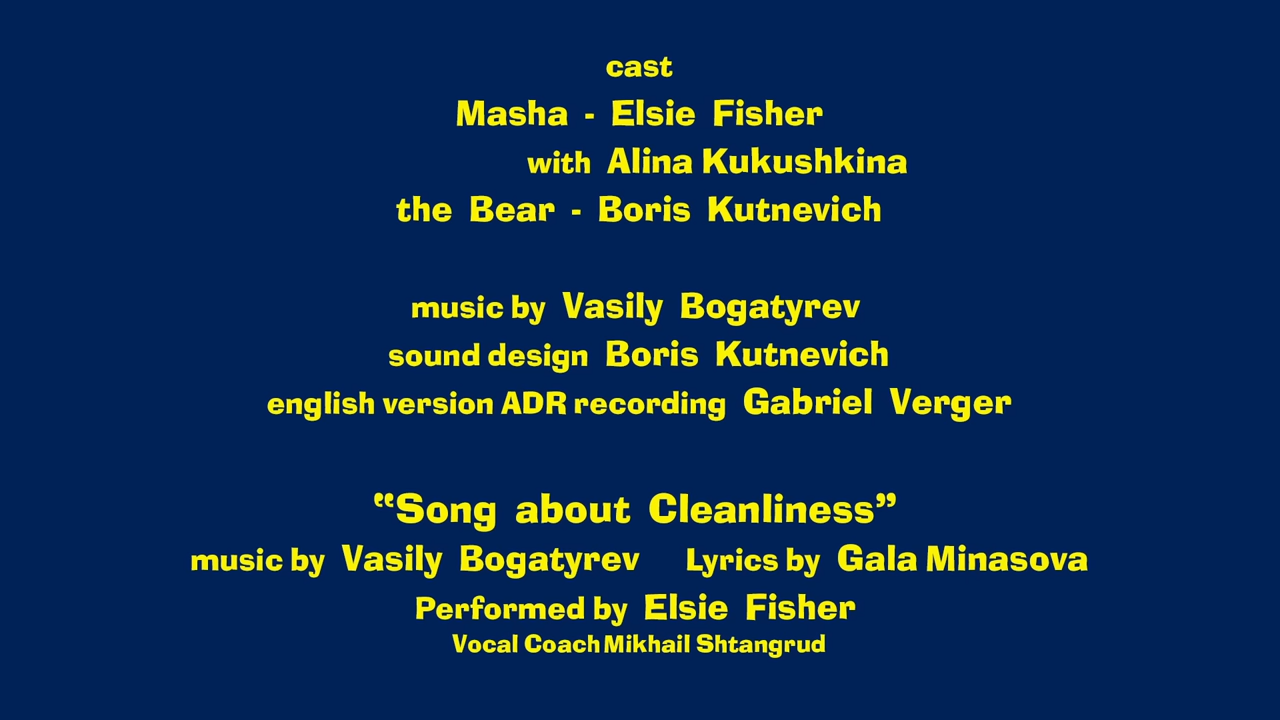 cast
Masha - Elsie Fisher
with Alina Kukushkina
the Bear - Boris Kutnevich
music by Vasily Bogatyrev
sound design Boris Kutnevich
english version ADR recording Gabriel Verger
“Song about Cleanliness”
music by Vasily Bogatyrev Lyrics by Gala Minasova
Performed by Elsie Fisher
Vocal Coach Mikhail Shtangrud